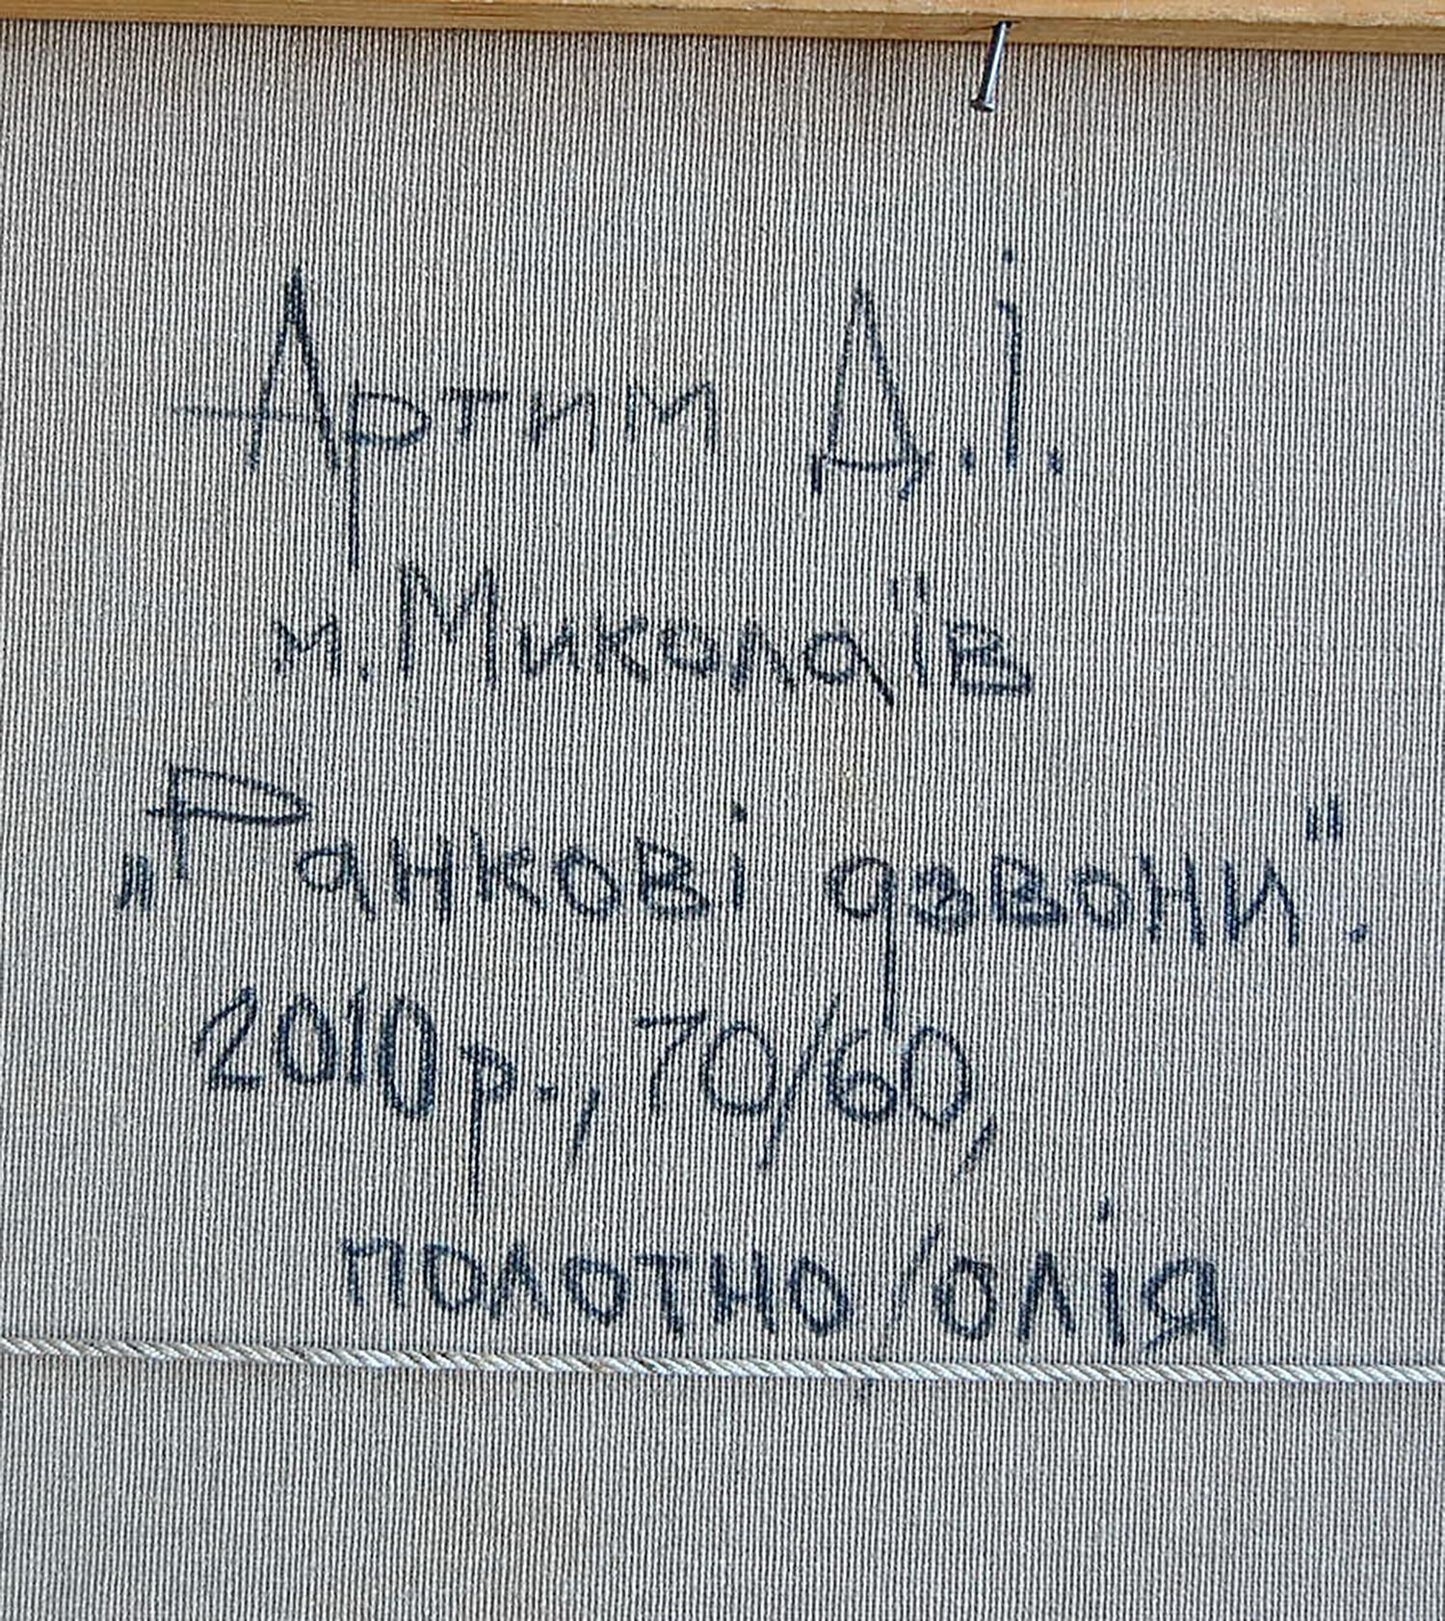 Артим Д.І.
м. Миколаїв
„Ранкові дзвони".
2010р., 70/60,
полотно/олія